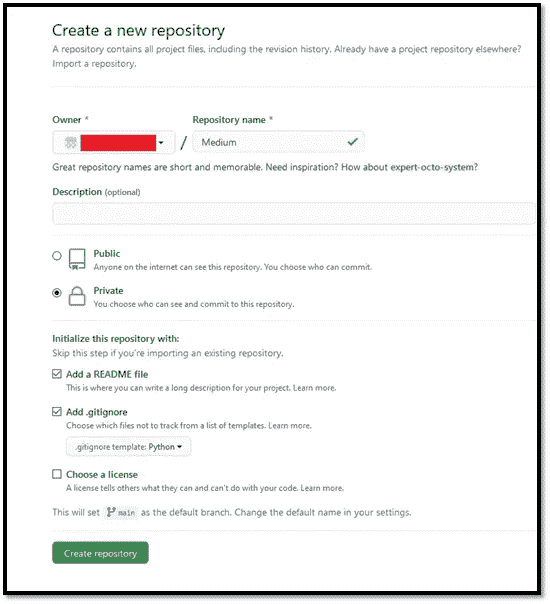 Create a new repository
A repository contains all project files, including the revision history. Already have a project repository elsewhere?
Import a repository.
Owner * Repository name *
/ Medium
Great repository names are short and memorable. Need inspiration? How about expert-octo-system?
Description (optional)
Public
Anyone on the internet can see this repository. You choose who can commit.
Private
You choose who can see and commit to this repository.
Initialize this repository with:
Skip this step if you're importing an existing repository.
Add a README file
This is where you can write a long description for your project. Learn more.
Add .gitignore
Choose which files not to track from a list of templates. Learn more.
.gitignore template: Python
Choose a license
A license tells others what they can and can't do with your code. Learn more.
This will set main as the default branch. Change the default name in your settings.
Create repository